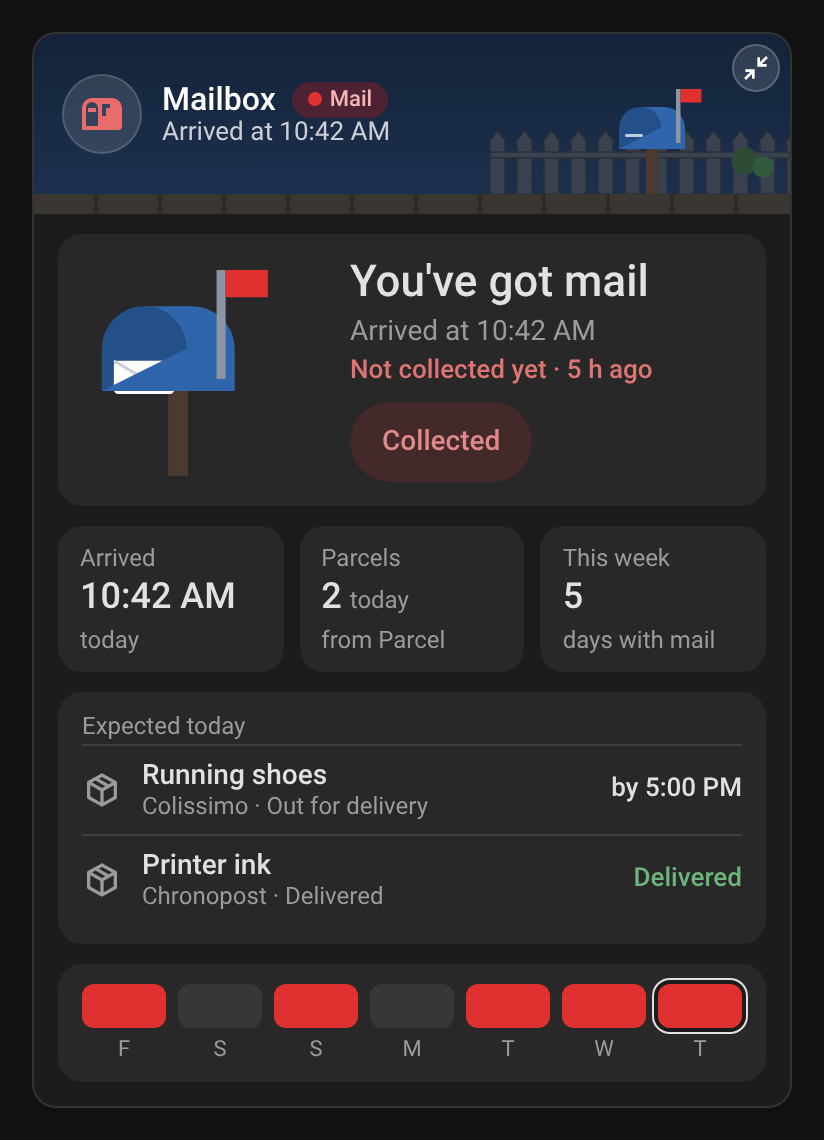 Mailbox
Mail
Arrived at 10:42 AM
You've got mail
Arrived at 10:42 AM
Not collected yet · 5 h ago
Collected
Arrived
10:42 AM
today
Parcels
2 today
from Parcel
This week
5
days with mail
Expected today
Running shoes
Colissimo · Out for delivery
by 5:00 PM
Printer ink
Chronopost · Delivered
Delivered
F S S M T W T